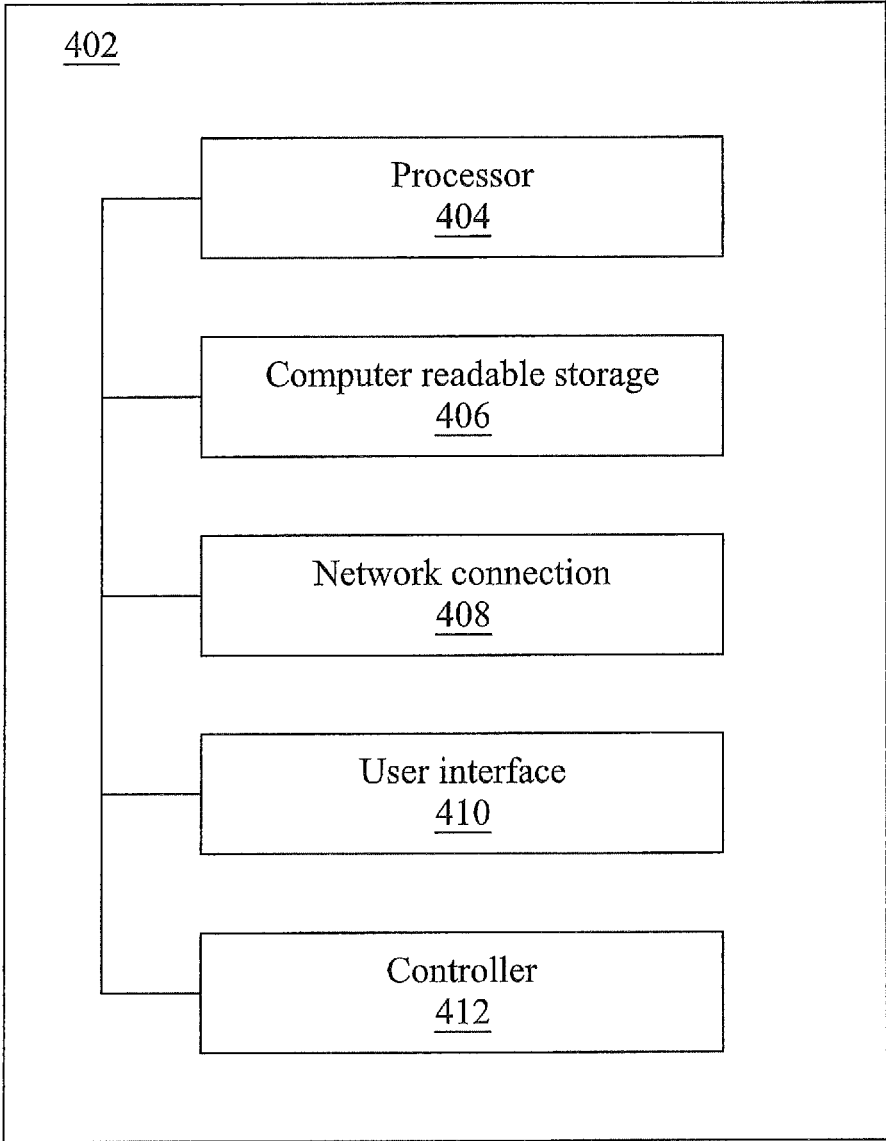 402
Processor
404
Computer readable storage
406
Network connection
408
User interface
410
Controller
412